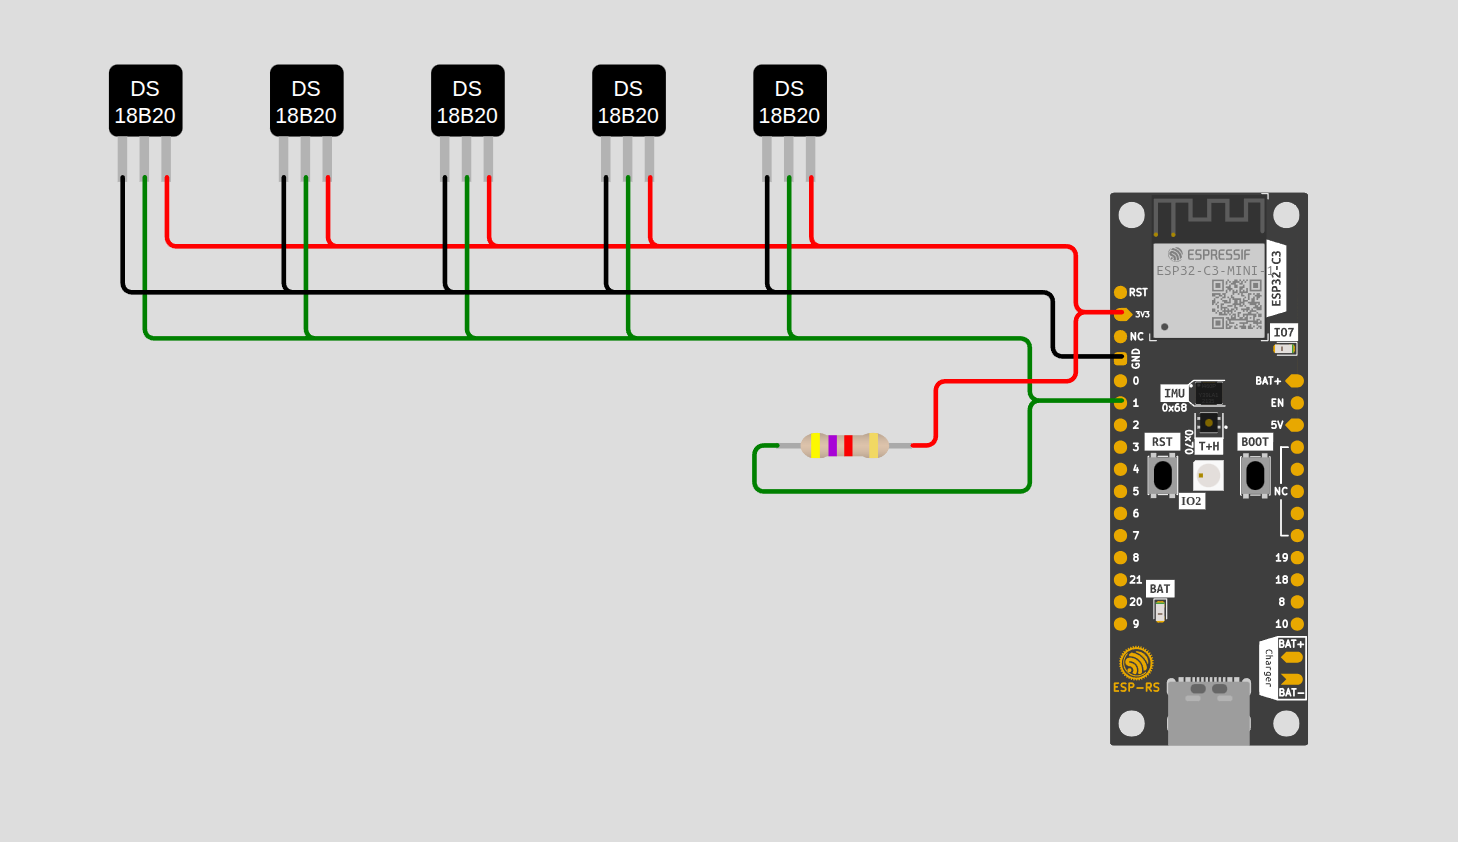 DS
18B20
DS
18B20
DS
18B20
DS
18B20
DS
18B20
ESPRESSIF
ESP32-C3-MINI-1
ESP32-C3
RST
3V3
NC
GND
0
1
2
3
4
5
6
7
8
21
20
9
IO7
IMU
0x68
0x70
T+H
RST
BOOT
IO2
BAT
BAT+
EN
5V
NC
19
18
8
10
BAT+
Charger
BAT-
ESP-RS